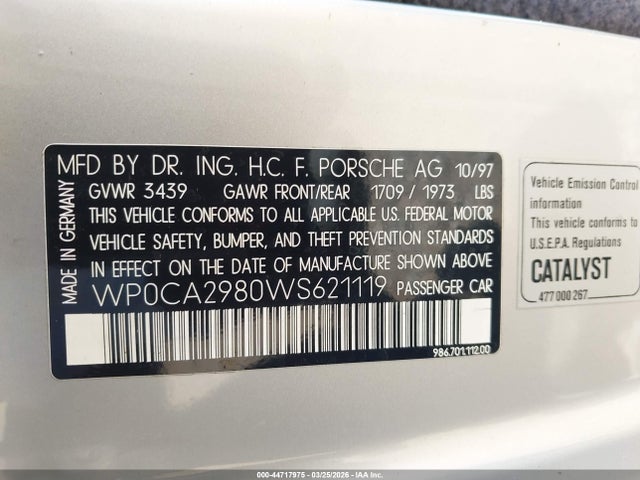 MADE IN GERMANY
MFD BY DR. ING. H.C. F. PORSCHE AG 10/97
GVWR 3439 GAWR FRONT/REAR 1709 / 1973 LBS
THIS VEHICLE CONFORMS TO ALL APPLICABLE U.S. FEDERAL MOTOR
VEHICLE SAFETY, BUMPER, AND THEFT PREVENTION STANDARDS
IN EFFECT ON THE DATE OF MANUFACTURE SHOWN ABOVE
WP0CA2980WS621119 PASSENGER CAR
986.701.112.00
Vehicle Emission Control
information
This vehicle conforms to
U.S.E.P.A. Regulations
CATALYST
477 000 267
000-44717975 - 03/25/2026 - IAA Inc.